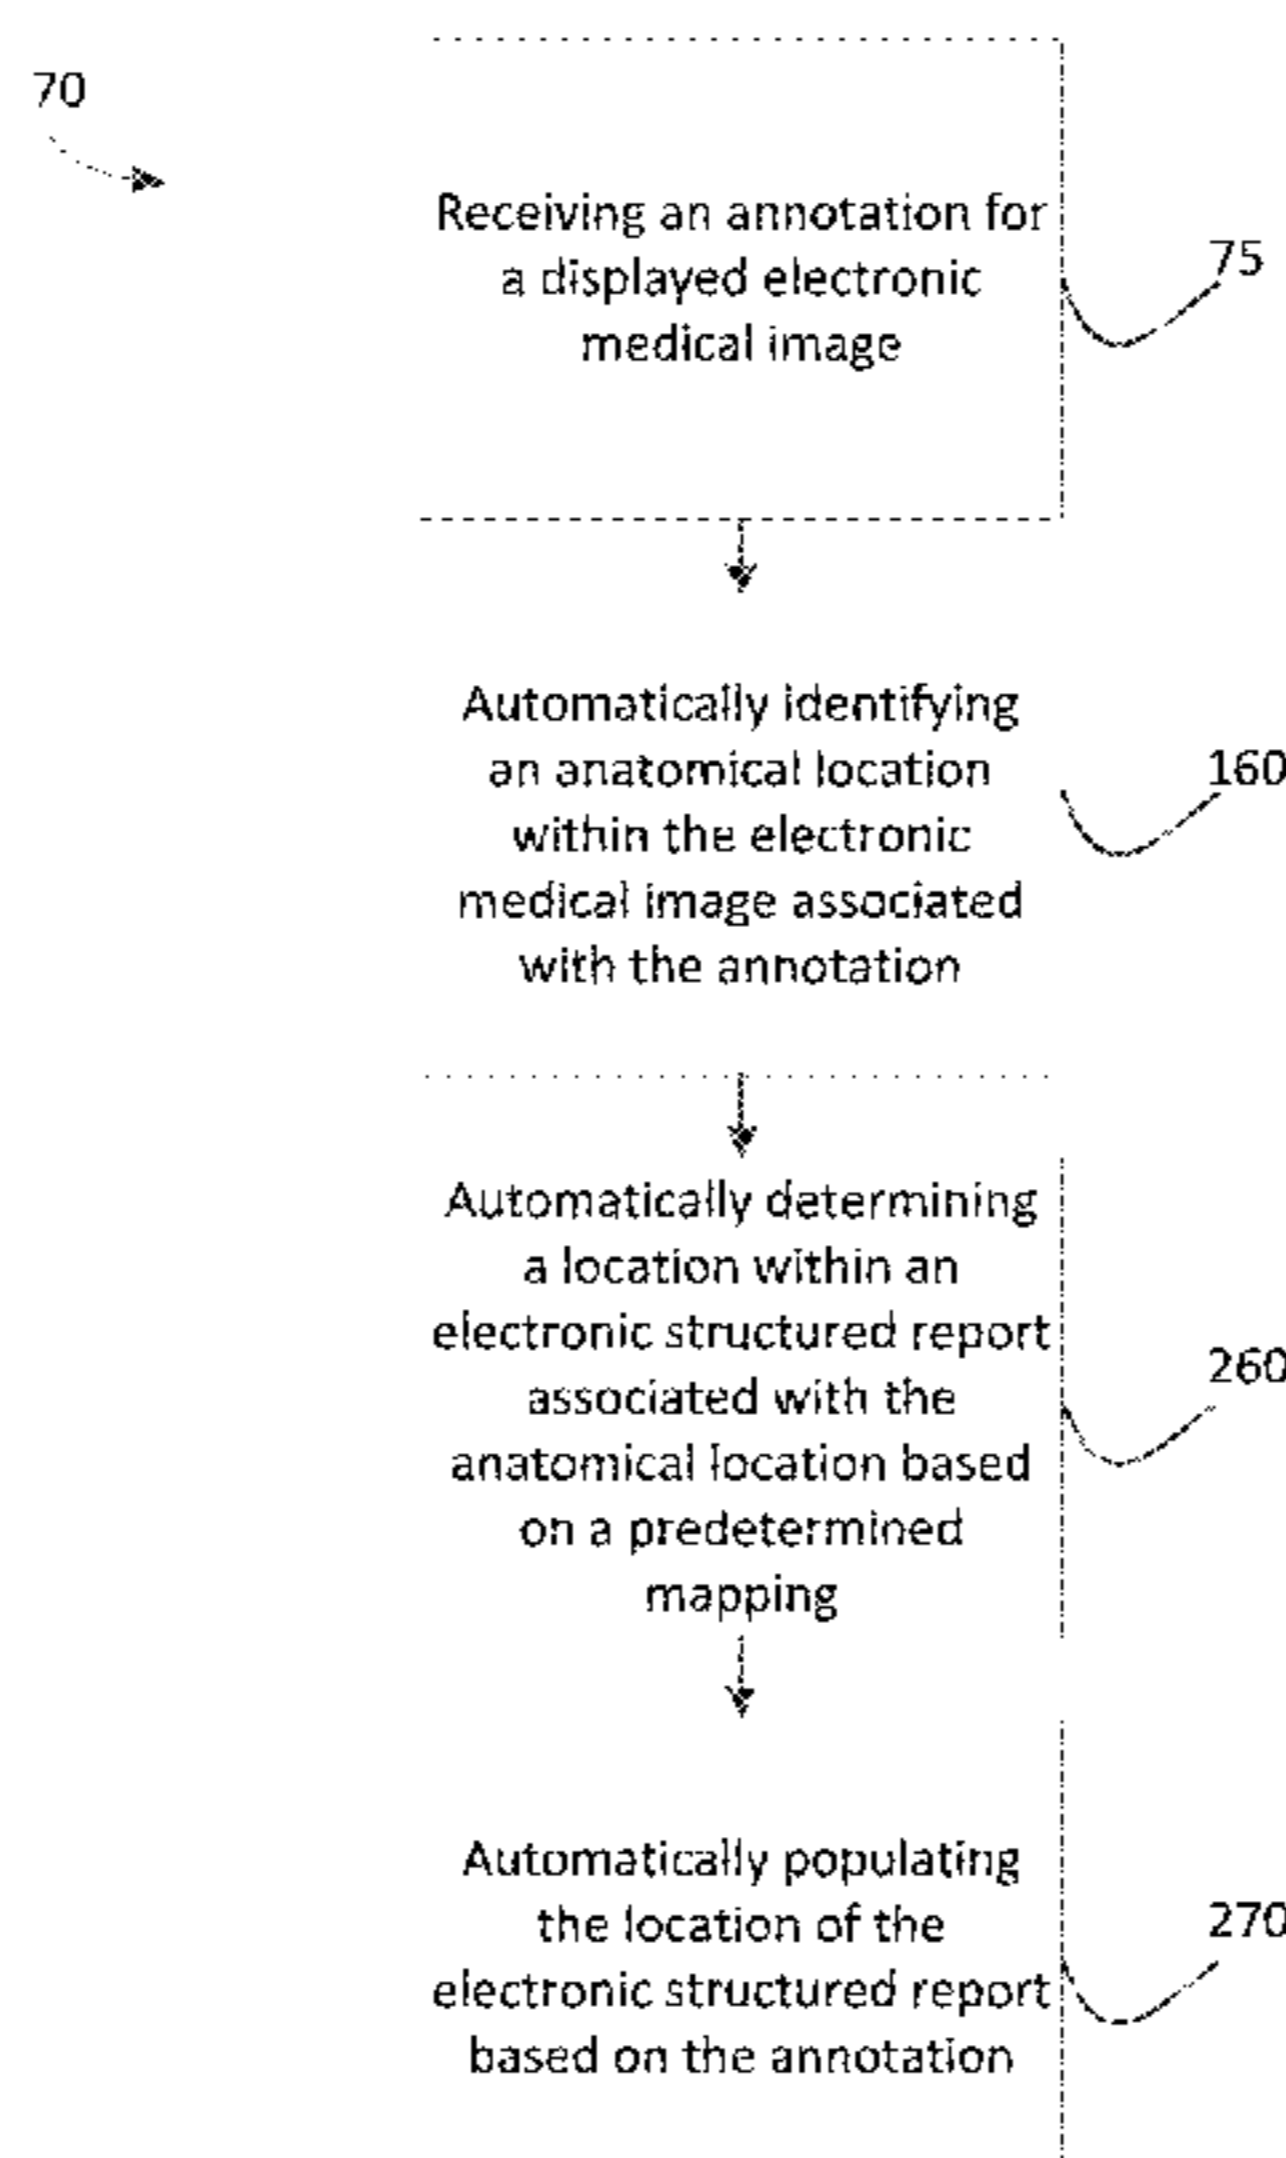 70
Receiving an annotation for
a displayed electronic
medical image
75
Automatically identifying
an anatomical location
within the electronic
medical image associated
with the annotation
160
Automatically determining
a location within an
electronic structured report
associated with the
anatomical location based
on a predetermined
mapping
260
Automatically populating
the location of the
electronic structured report
based on the annotation
270